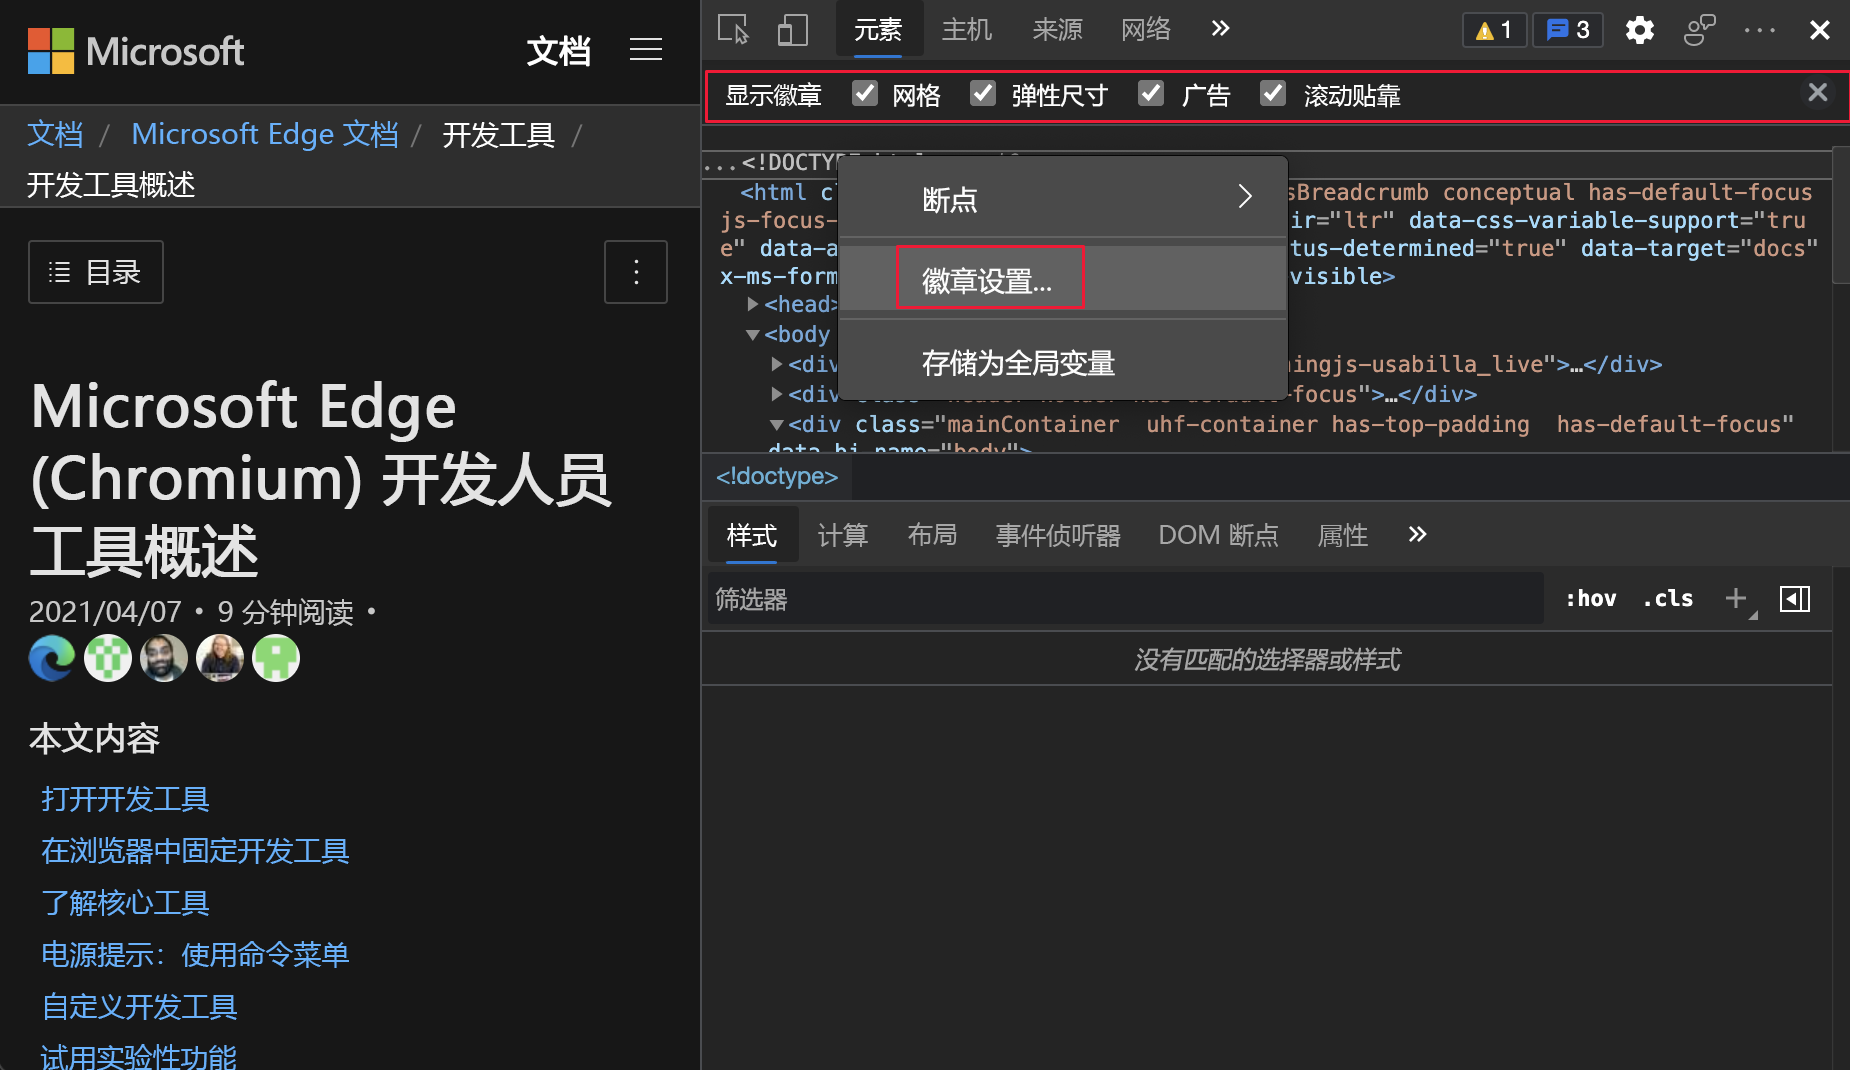 Microsoft
文档
文档 / Microsoft Edge 文档 / 开发工具 /
开发工具概述
目录
Microsoft Edge
(Chromium) 开发人员
工具概述
2021/04/07 • 9 分钟阅读 •
本文内容
打开开发工具
在浏览器中固定开发工具
了解核心工具
电源提示：使用命令菜单
自定义开发工具
试用实验性功能
元素 主机 来源 网络 » 1 3
显示徽章 网格 弹性尺寸 广告 滚动贴靠
...<!DOCTYPE
<html c sBreadcrumb conceptual has-default-focus
js-focus- ir="ltr" data-css-variable-support="tru
e" data-a tus-determined="true" data-target="docs"
x-ms-form visible>
<head>
<body
<div ningjs-usabilla_live">…</div>
<div -focus">…</div>
<div class="mainContainer  uhf-container has-top-padding  has-default-focus"
data-bi-name="body">
断点
徽章设置...
存储为全局变量
<!doctype>
样式 计算 布局 事件侦听器 DOM 断点 属性 »
筛选器 :hov .cls +
没有匹配的选择器或样式